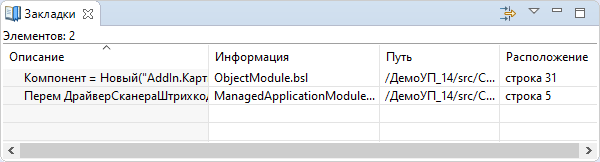 Закладки
Элементов: 2
Описание Информация Путь Расположение
Компонент = Новый("AddIn.Карт ObjectModule.bsl /ДемоУП_14/src/C... строка 31
Перем ДрайверСканераШтрихко ManagedApplicationModule... /ДемоУП_14/src/C... строка 5